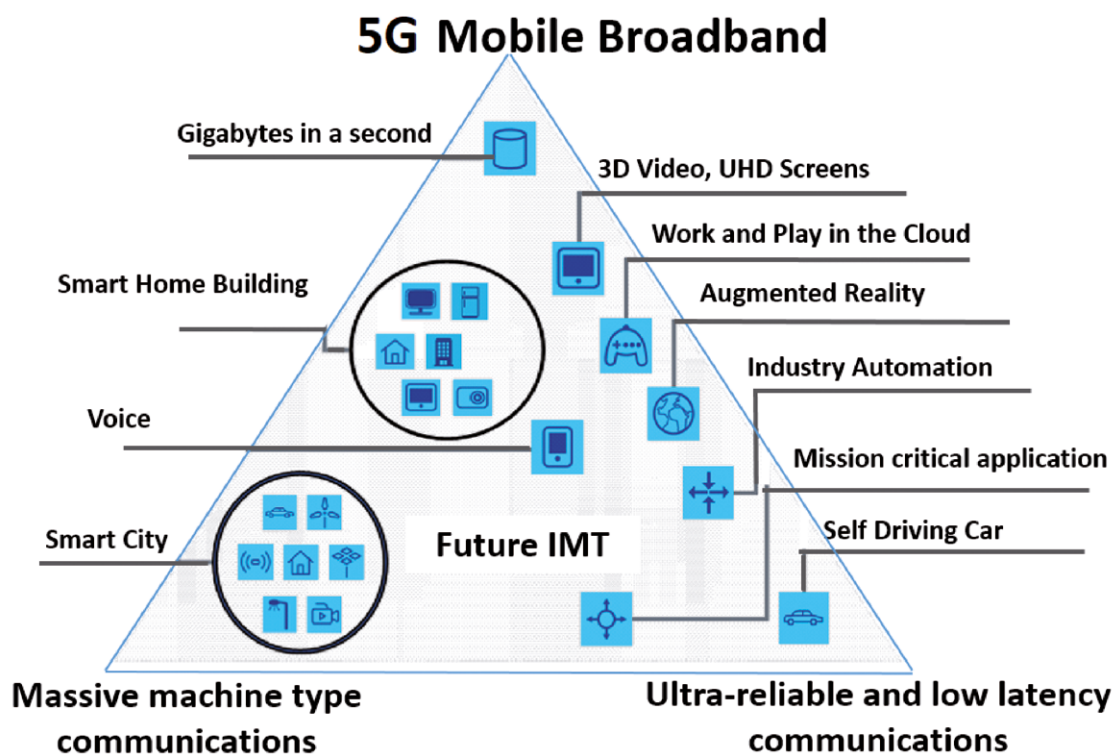 5G Mobile Broadband
Gigabytes in a second
3D Video, UHD Screens
Work and Play in the Cloud
Smart Home Building
Augmented Reality
Industry Automation
Voice
Mission critical application
Smart City
Self Driving Car
Future IMT
Massive machine type
communications
Ultra-reliable and low latency
communications